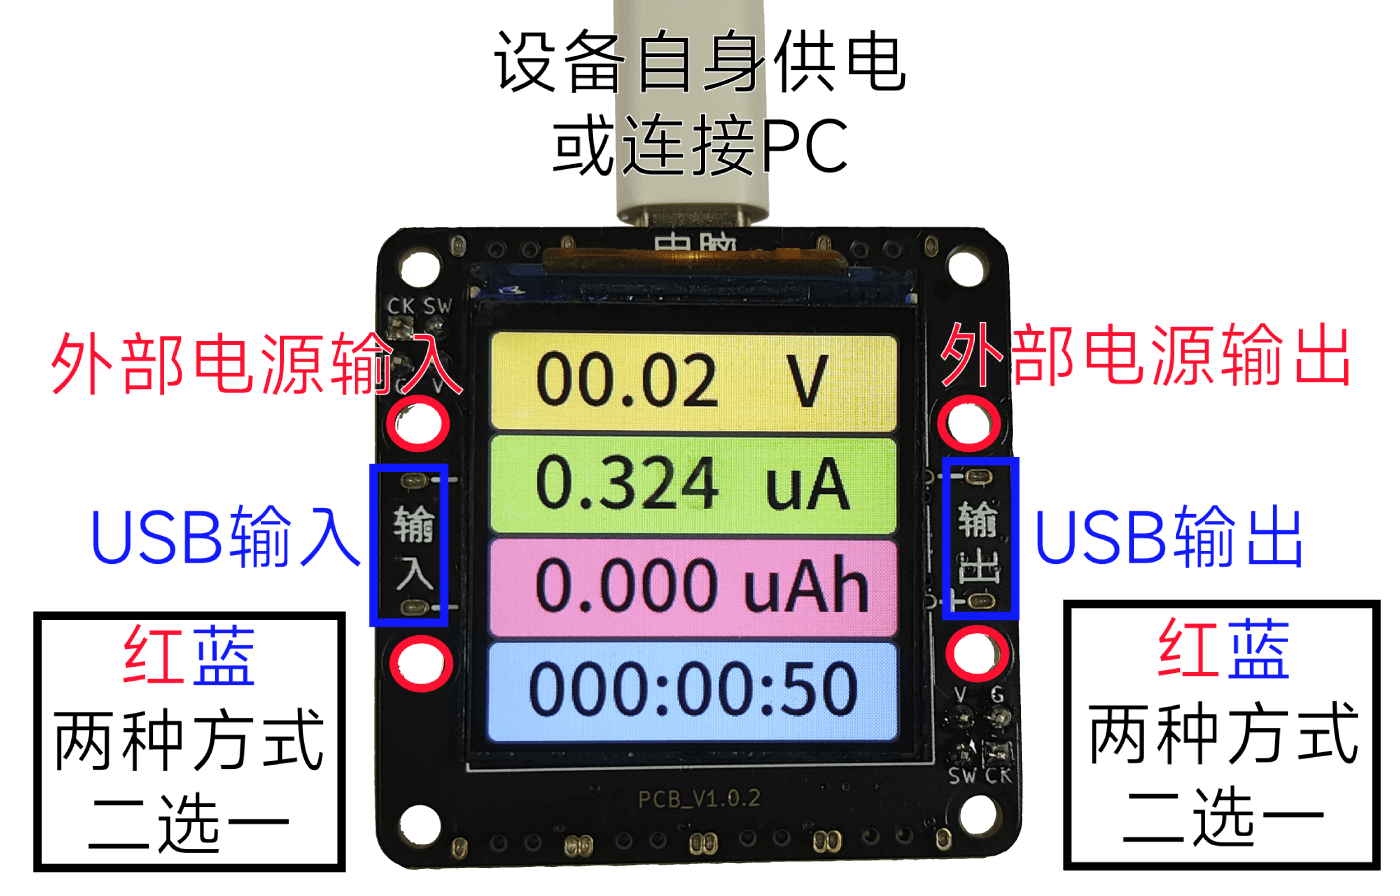 设备自身供电
或连接PC
电脑
CK SW
外部电源输入
外部电源输出
G V
00.02 V
0.324 uA
0.000 uAh
000:00:50
USB输入
输入
输出
USB输出
红蓝
两种方式
二选一
V G
SW CK
红蓝
两种方式
二选一
PCB_V1.0.2